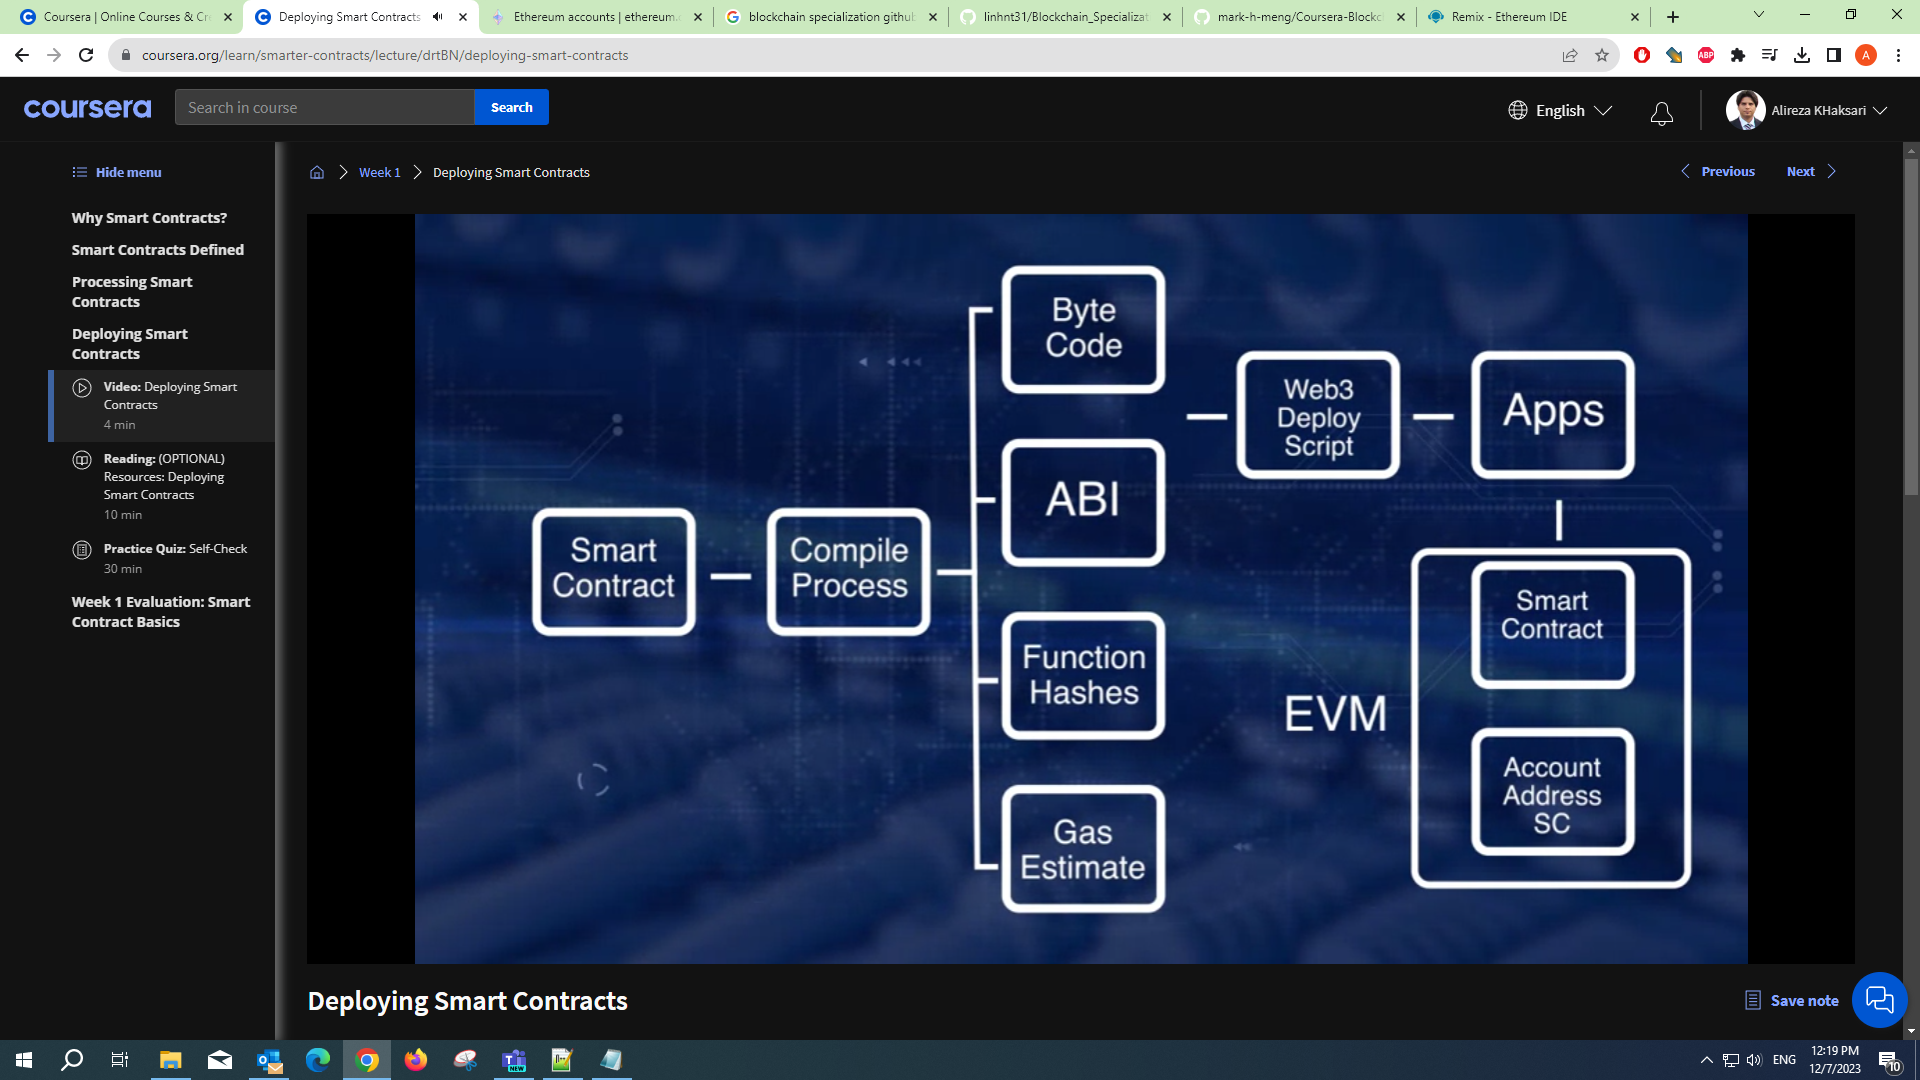 Coursera | Online Courses & Cr
Deploying Smart Contracts
Ethereum accounts | ethereum.
blockchain specialization githu
linhnt31/Blockchain_Specializat
mark-h-meng/Coursera-Blockc
Remix - Ethereum IDE
coursera.org/learn/smarter-contracts/lecture/drtBN/deploying-smart-contracts
ABP
A
coursera
Search in course
Search
English
Alireza KHaksari
Hide menu
Week 1
Deploying Smart Contracts
Previous
Next
Why Smart Contracts?
Smart Contracts Defined
Processing Smart
Contracts
Deploying Smart
Contracts
Video: Deploying Smart
Contracts
4 min
Reading: (OPTIONAL)
Resources: Deploying
Smart Contracts
10 min
Practice Quiz: Self-Check
30 min
Week 1 Evaluation: Smart
Contract Basics
Smart
Contract
Compile
Process
Byte
Code
ABI
Function
Hashes
Gas
Estimate
Web3
Deploy
Script
Apps
EVM
Smart
Contract
Account
Address
SC
Deploying Smart Contracts
Save note
NEW
ENG
12:19 PM
12/7/2023
10